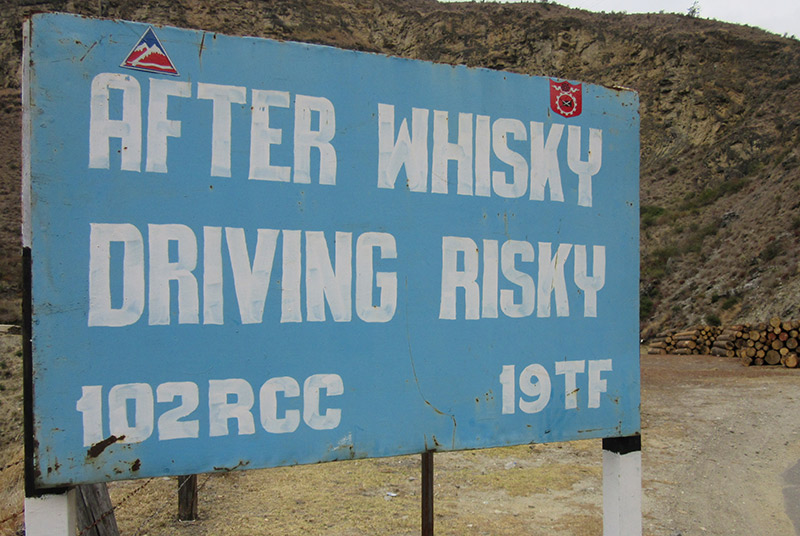 AFTER WHISKY
DRIVING RISKY
102RCC 19TF